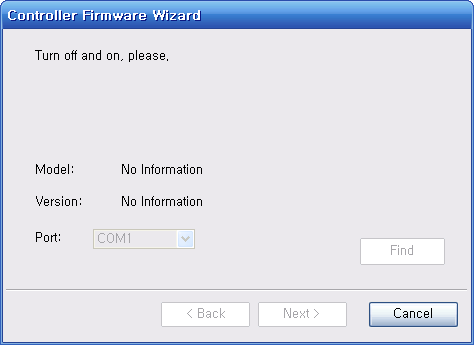 Controller Firmware Wizard
Turn off and on, please,
Model: No Information
Version: No Information
Port: COM1
Find
< Back Next > Cancel